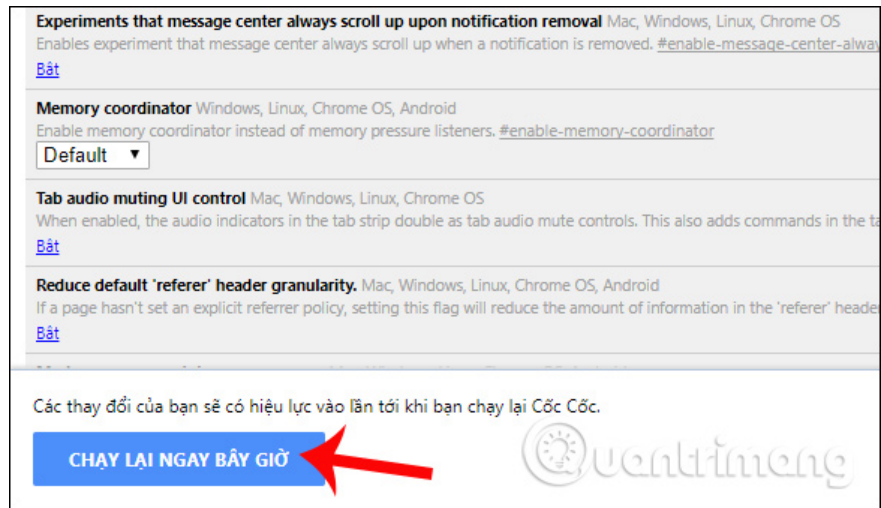 Experiments that message center always scroll up upon notification removal Mac, Windows, Linux, Chrome OS
Enables experiment that message center always scroll up when a notification is removed. #enable-message-center-alway
Bật
Memory coordinator Windows, Linux, Chrome OS, Android
Enable memory coordinator instead of memory pressure listeners. #enable-memory-coordinator
Default
Tab audio muting UI control Mac, Windows, Linux, Chrome OS
When enabled, the audio indicators in the tab strip double as tab audio mute controls. This also adds commands in the ta
Bật
Reduce default 'referer' header granularity. Mac, Windows, Linux, Chrome OS, Android
If a page hasn't set an explicit referrer policy, setting this flag will reduce the amount of information in the 'referer' heade
Bật
Các thay đổi của bạn sẽ có hiệu lực vào lần tới khi bạn chạy lại Cốc Cốc.
CHẠY LẠI NGAY BÂY GIỜ
Quantrimang